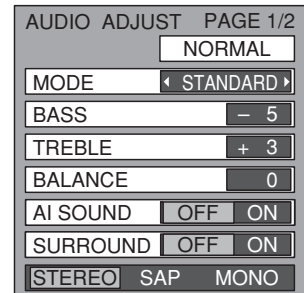 AUDIO ADJUST PAGE 1/2
NORMAL
MODE STANDARD
BASS – 5
TREBLE + 3
BALANCE 0
AI SOUND OFF ON
SURROUND OFF ON
STEREO SAP MONO